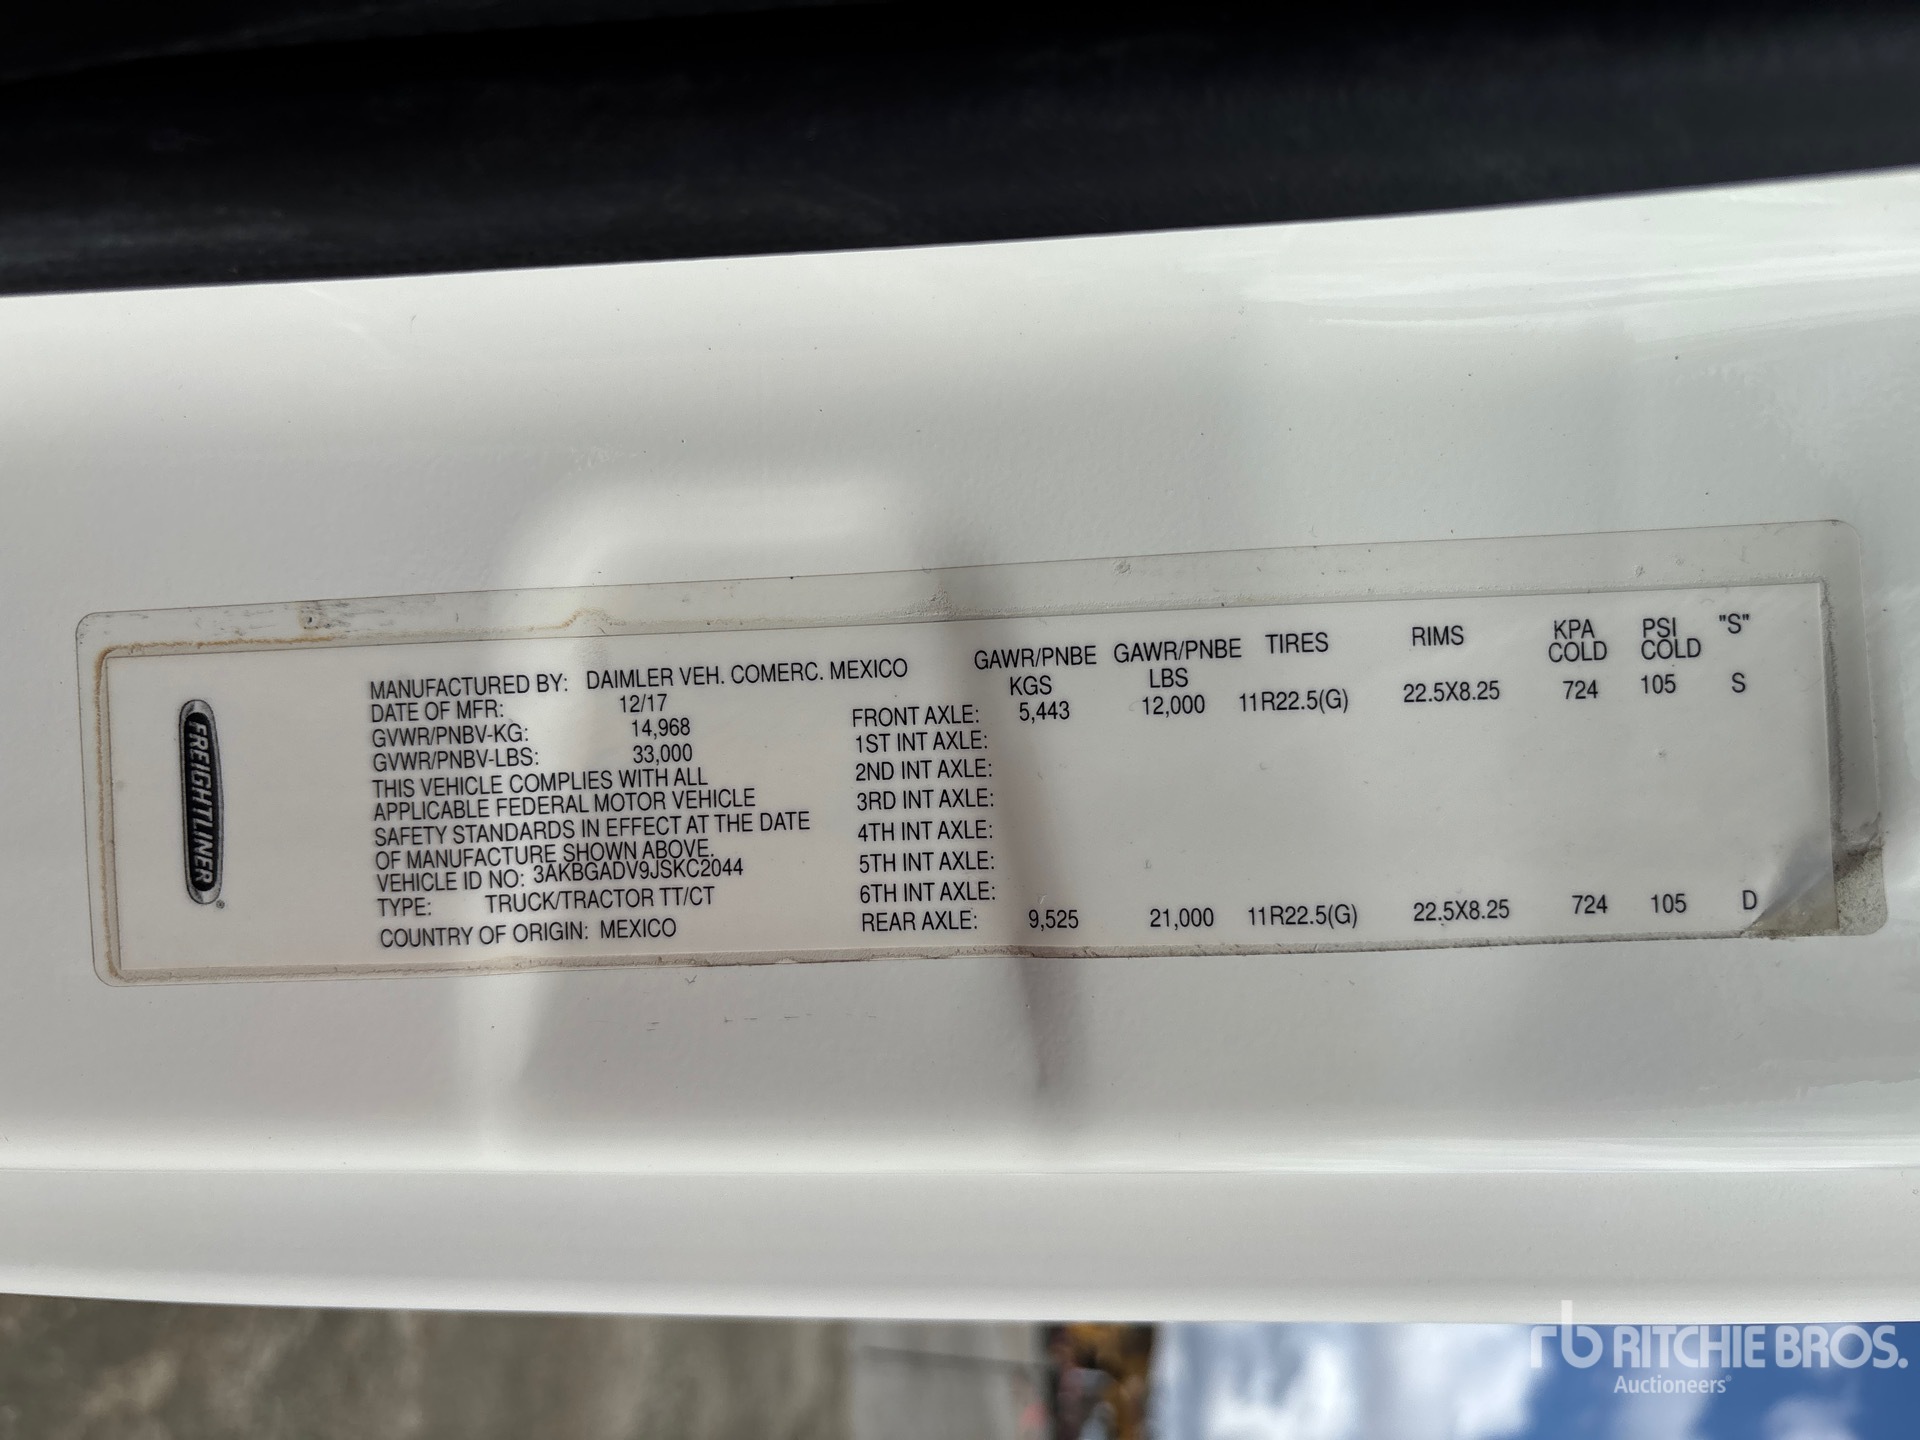 FREIGHTLINER
MANUFACTURED BY: DAIMLER VEH. COMERC. MEXICO
DATE OF MFR: 12/17
GVWR/PNBV-KG: 14,968
GVWR/PNBV-LBS: 33,000
THIS VEHICLE COMPLIES WITH ALL
APPLICABLE FEDERAL MOTOR VEHICLE
SAFETY STANDARDS IN EFFECT AT THE DATE
OF MANUFACTURE SHOWN ABOVE.
VEHICLE ID NO: 3AKBGADV9JSKC2044
TYPE: TRUCK/TRACTOR TT/CT
COUNTRY OF ORIGIN: MEXICO
GAWR/PNBE GAWR/PNBE TIRES RIMS KPA PSI "S"
KGS LBS COLD COLD
FRONT AXLE: 5,443 12,000 11R22.5(G) 22.5X8.25 724 105 S
1ST INT AXLE:
2ND INT AXLE:
3RD INT AXLE:
4TH INT AXLE:
5TH INT AXLE:
6TH INT AXLE:
REAR AXLE: 9,525 21,000 11R22.5(G) 22.5X8.25 724 105 D
rb RITCHIE BROS.
Auctioneers